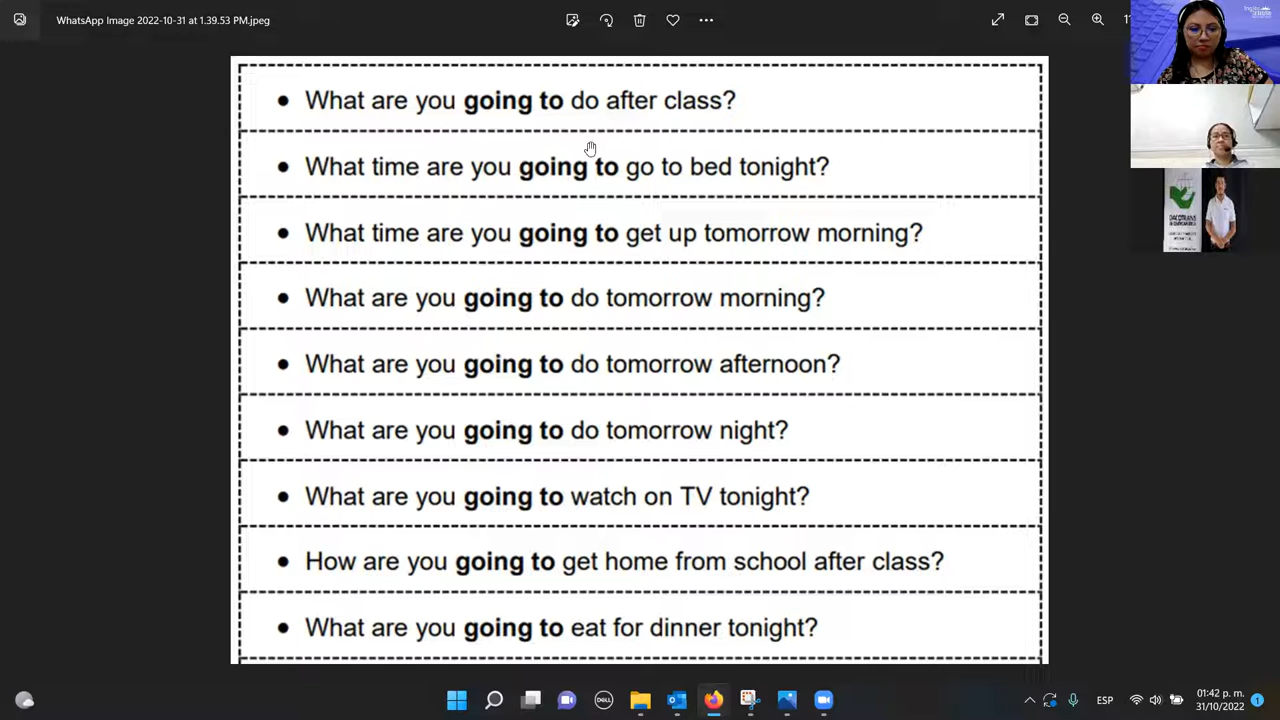 WhatsApp Image 2022-10-31 at 1.39.53 PM.jpeg
• What are you going to do after class?
• What time are you going to go to bed tonight?
• What time are you going to get up tomorrow morning?
• What are you going to do tomorrow morning?
• What are you going to do tomorrow afternoon?
• What are you going to do tomorrow night?
• What are you going to watch on TV tonight?
• How are you going to get home from school after class?
• What are you going to eat for dinner tonight?
DELL
ESP
01:42 p. m.
31/10/2022